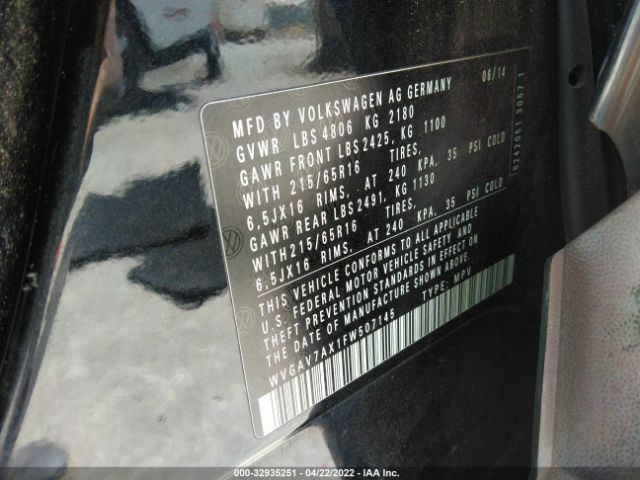 MFD BY VOLKSWAGEN AG GERMANY 06/14
GVWR LBS 4806 KG 2180
GAWR FRONT LBS 2425, KG 1100
WITH 215/65R16 TIRES,
6,5JX16 RIMS, AT 240 KPA, 35 PSI COLD
GAWR REAR LBS 2491, KG 1130
WITH 215/65R16 TIRES,
6,5JX16 RIMS, AT 240 KPA, 35 PSI COLD
THIS VEHICLE CONFORMS TO ALL APPLICABLE
U.S. FEDERAL MOTOR VEHICLE SAFETY AND
THEFT PREVENTION STANDARDS IN EFFECT ON
THE DATE OF MANUFACTURE SHOWN ABOVE.
WVGAV7AX1FW507145 TYPE: MPV
000-32935251 - 04/22/2022 - IAA Inc.